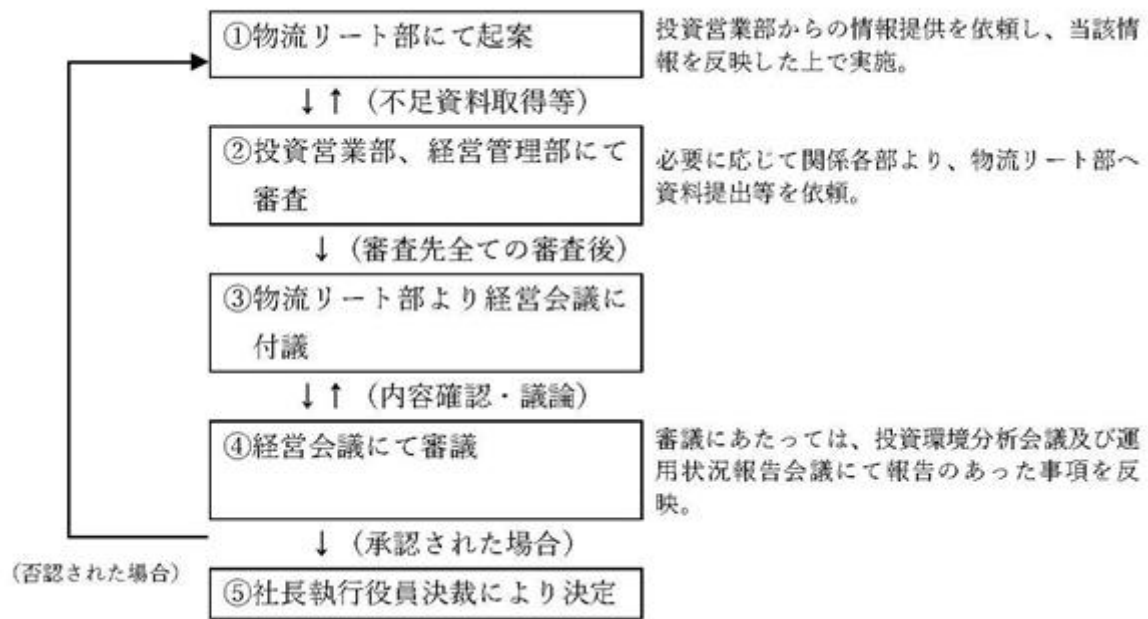 ①物流リート部にて起案
投資営業部からの情報提供を依頼し、当該情
報を反映した上で実施。
↓↑（不足資料取得等）
②投資営業部、経営管理部にて
審査
必要に応じて関係各部より、物流リート部へ
資料提出等を依頼。
↓（審査先全ての審査後）
③物流リート部より経営会議に
付議
↓↑（内容確認・議論）
④経営会議にて審議
審議にあたっては、投資環境分析会議及び運
用状況報告会議にて報告のあった事項を反
映。
↓（承認された場合）
（否認された場合）
⑤社長執行役員決裁により決定